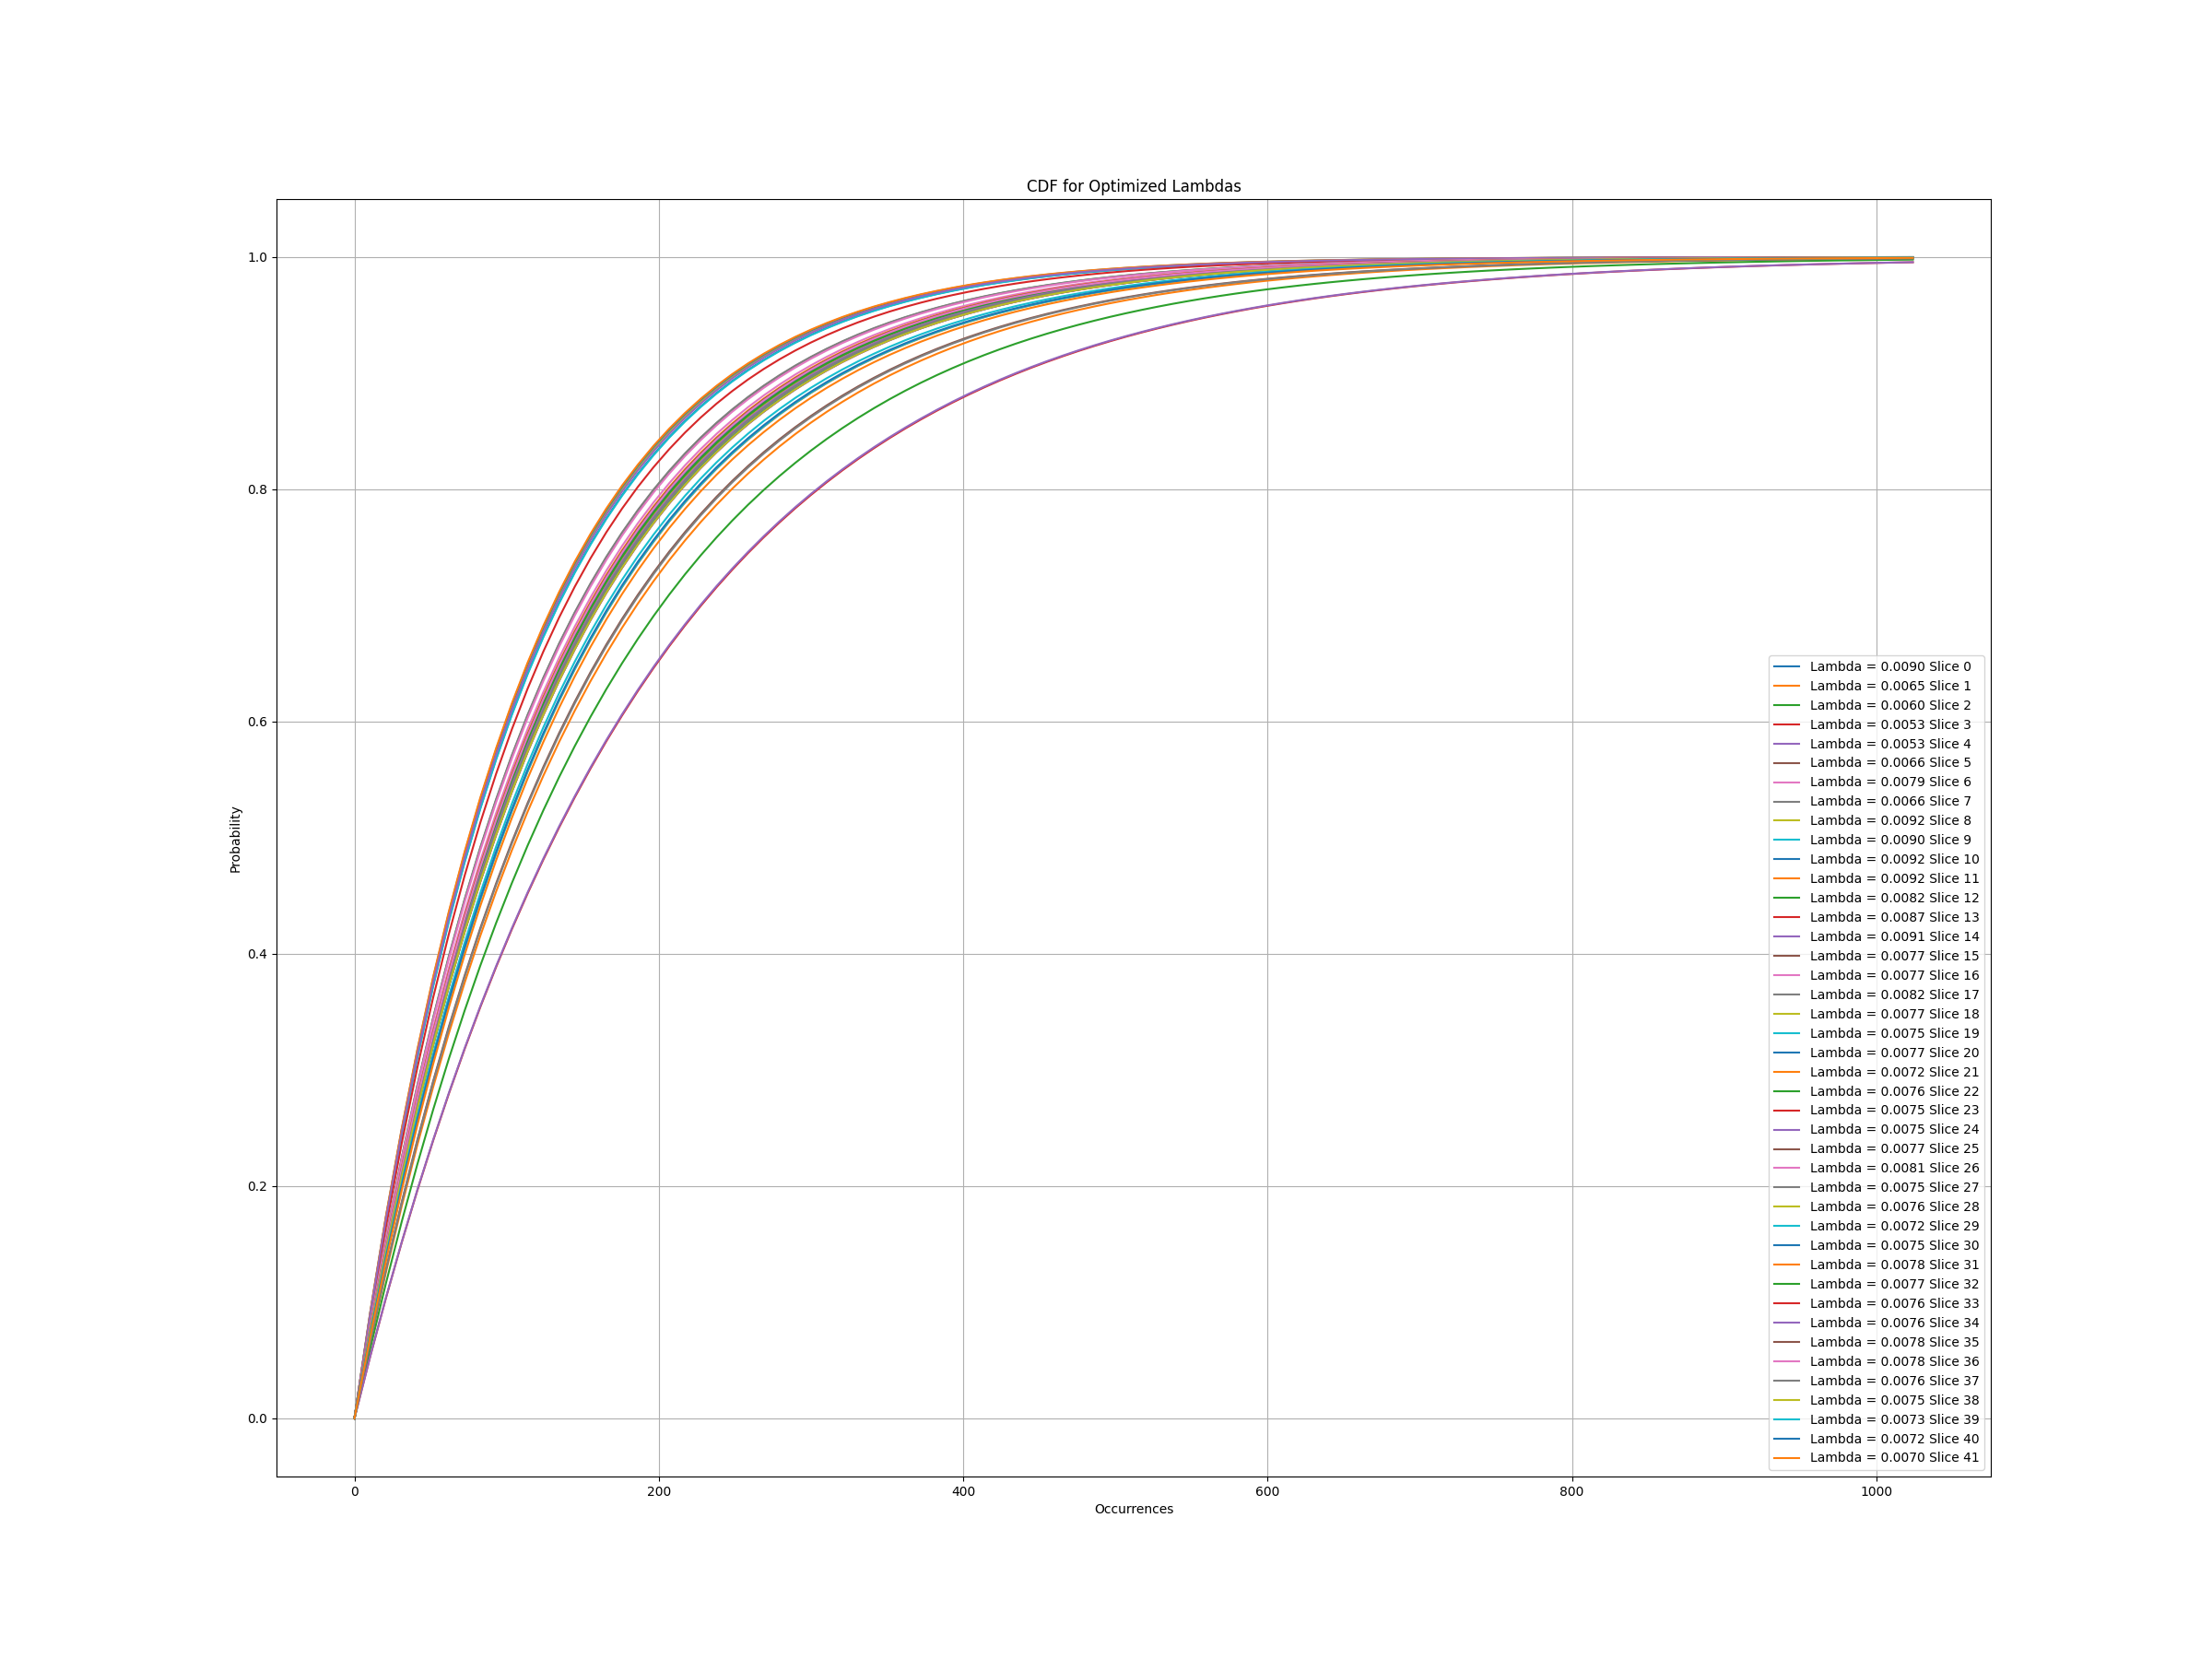 CDF for Optimized Lambdas
1.0
0.8
0.6
0.4
0.2
0.0
Probability
0 200 400 600 800 1000
Occurrences
Lambda = 0.0090 Slice 0
Lambda = 0.0065 Slice 1
Lambda = 0.0060 Slice 2
Lambda = 0.0053 Slice 3
Lambda = 0.0053 Slice 4
Lambda = 0.0066 Slice 5
Lambda = 0.0079 Slice 6
Lambda = 0.0066 Slice 7
Lambda = 0.0092 Slice 8
Lambda = 0.0090 Slice 9
Lambda = 0.0092 Slice 10
Lambda = 0.0092 Slice 11
Lambda = 0.0082 Slice 12
Lambda = 0.0087 Slice 13
Lambda = 0.0091 Slice 14
Lambda = 0.0077 Slice 15
Lambda = 0.0077 Slice 16
Lambda = 0.0082 Slice 17
Lambda = 0.0077 Slice 18
Lambda = 0.0075 Slice 19
Lambda = 0.0077 Slice 20
Lambda = 0.0072 Slice 21
Lambda = 0.0076 Slice 22
Lambda = 0.0075 Slice 23
Lambda = 0.0075 Slice 24
Lambda = 0.0077 Slice 25
Lambda = 0.0081 Slice 26
Lambda = 0.0075 Slice 27
Lambda = 0.0076 Slice 28
Lambda = 0.0072 Slice 29
Lambda = 0.0075 Slice 30
Lambda = 0.0078 Slice 31
Lambda = 0.0077 Slice 32
Lambda = 0.0076 Slice 33
Lambda = 0.0076 Slice 34
Lambda = 0.0078 Slice 35
Lambda = 0.0078 Slice 36
Lambda = 0.0076 Slice 37
Lambda = 0.0075 Slice 38
Lambda = 0.0073 Slice 39
Lambda = 0.0072 Slice 40
Lambda = 0.0070 Slice 41